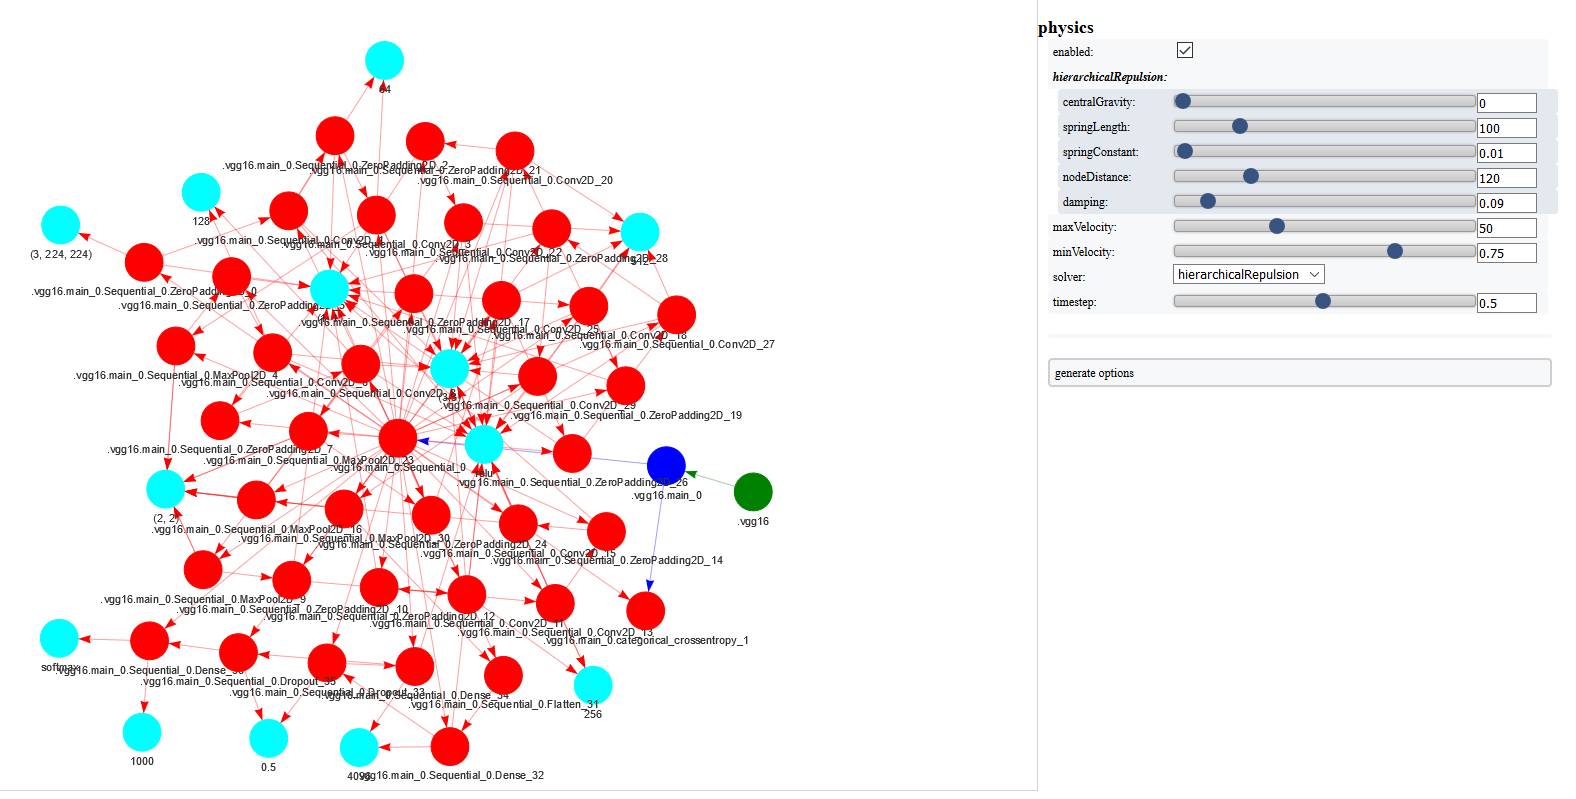 64
.vgg16.main_0.Sequential_0.ZeroPadding2D_2
.vgg16.main_0.Sequential_0.ZeroPadding2D_21
.vgg16.main_0.Sequential_0.Conv2D_20
128
(3, 224, 224)
.vgg16.main_0.Sequential_0.Conv2D_1
.vgg16.main_0.Sequential_0.Conv2D_3
.vgg16.main_0.Sequential_0.Conv2D_22
.vgg16.main_0.Sequential_0.ZeroPadding2D_28
512
.vgg16.main_0.Sequential_0.ZeroPadding2D_0
.vgg16.main_0.Sequential_0.ZeroPadding2D_5
.vgg16.main_0.Sequential_0.ZeroPadding2D_17
.vgg16.main_0.Sequential_0.Conv2D_25
.vgg16.main_0.Sequential_0.Conv2D_18
.vgg16.main_0.Sequential_0.Conv2D_27
.vgg16.main_0.Sequential_0.MaxPool2D_4
.vgg16.main_0.Sequential_0.Conv2D_6
.vgg16.main_0.Sequential_0.Conv2D_8
.vgg16.main_0.Sequential_0.Conv2D_29
.vgg16.main_0.Sequential_0.ZeroPadding2D_19
.vgg16.main_0.Sequential_0.ZeroPadding2D_7
.vgg16.main_0.Sequential_0.MaxPool2D_23
.vgg16.main_0.Sequential_0
relu
.vgg16.main_0.Sequential_0.ZeroPadding2D_26
.vgg16.main_0
.vgg16
(2, 2)
.vgg16.main_0.Sequential_0.MaxPool2D_16
.vgg16.main_0.Sequential_0.MaxPool2D_30
.vgg16.main_0.Sequential_0.ZeroPadding2D_24
.vgg16.main_0.Sequential_0.Conv2D_15
.vgg16.main_0.Sequential_0.ZeroPadding2D_14
.vgg16.main_0.Sequential_0.MaxPool2D_9
.vgg16.main_0.Sequential_0.ZeroPadding2D_10
.vgg16.main_0.Sequential_0.ZeroPadding2D_12
.vgg16.main_0.Sequential_0.Conv2D_11
.vgg16.main_0.Sequential_0.Conv2D_13
.vgg16.main_0.categorical_crossentropy_1
softmax
.vgg16.main_0.Sequential_0.Dense_36
.vgg16.main_0.Sequential_0.Dropout_35
.vgg16.main_0.Sequential_0.Dropout_33
.vgg16.main_0.Sequential_0.Dense_34
.vgg16.main_0.Sequential_0.Flatten_31
256
1000
0.5
4096
.vgg16.main_0.Sequential_0.Dense_32
physics
enabled:
hierarchicalRepulsion:
centralGravity: 0
springLength: 100
springConstant: 0.01
nodeDistance: 120
damping: 0.09
maxVelocity: 50
minVelocity: 0.75
solver: hierarchicalRepulsion
timestep: 0.5
generate options